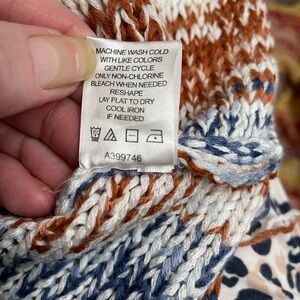 MACHINE WASH COLD
WITH LIKE COLORS
GENTLE CYCLE
ONLY NON-CHLORINE
BLEACH WHEN NEEDED
RESHAPE
LAY FLAT TO DRY
COOL IRON
IF NEEDED
A399746